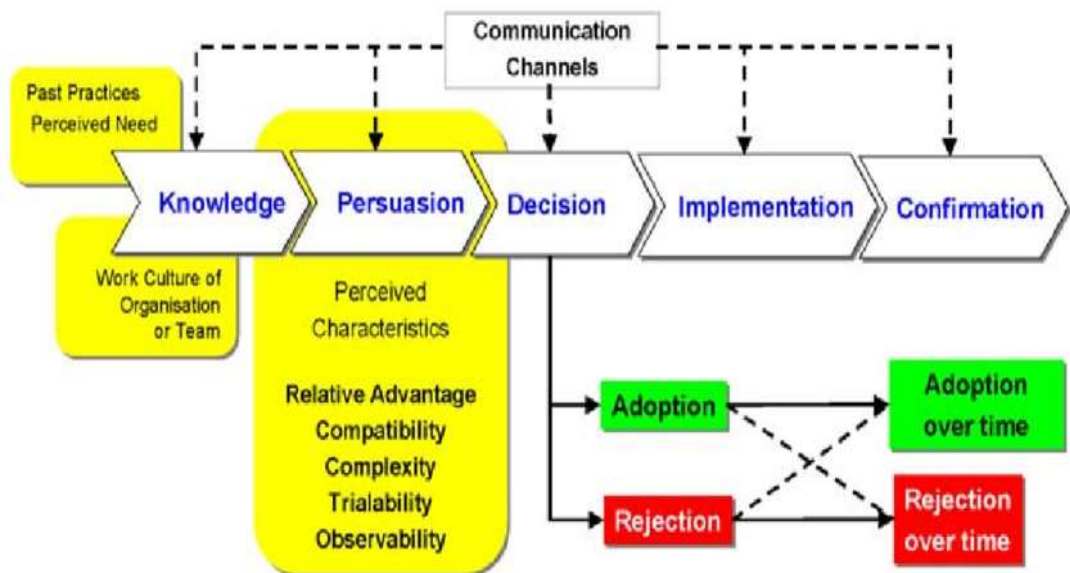 Communication
Channels
Past Practices
Perceived Need
Knowledge
Persuasion
Decision
Implementation
Confirmation
Work Culture of
Organisation
or Team
Perceived
Characteristics
Relative Advantage
Compatibility
Complexity
Trialability
Observability
Adoption
Adoption
over time
Rejection
Rejection
over time